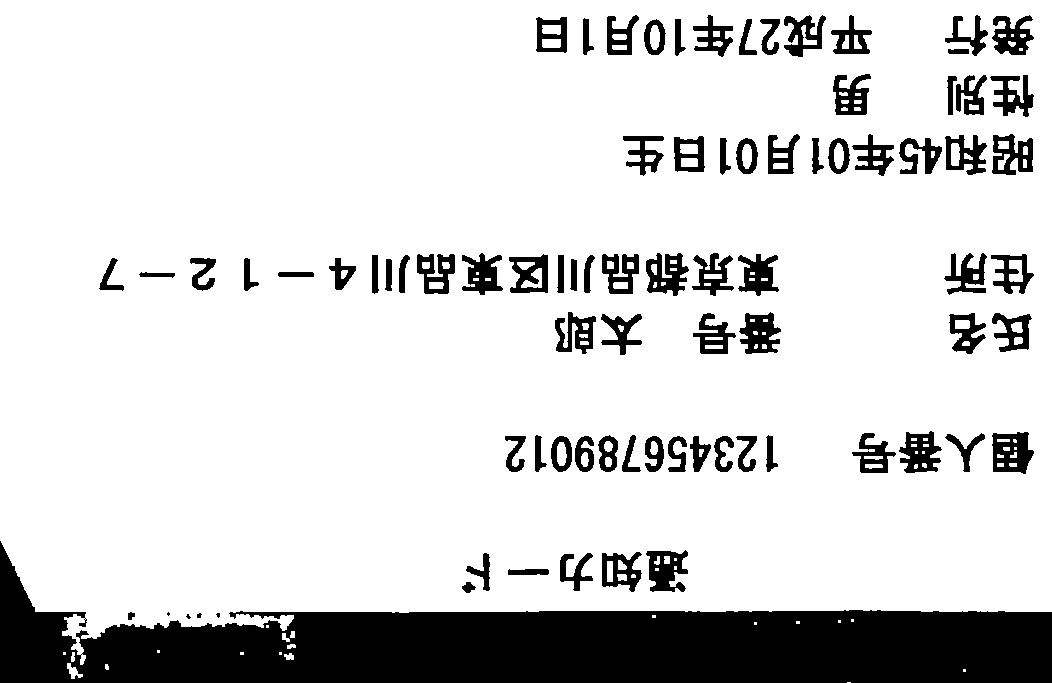 通知カード
個人番号 123456789012
氏名 番号 太郎
住所 東京都品川区東品川４－１２－７
昭和45年01月01日生
性別 男
発行 平成27年10月1日